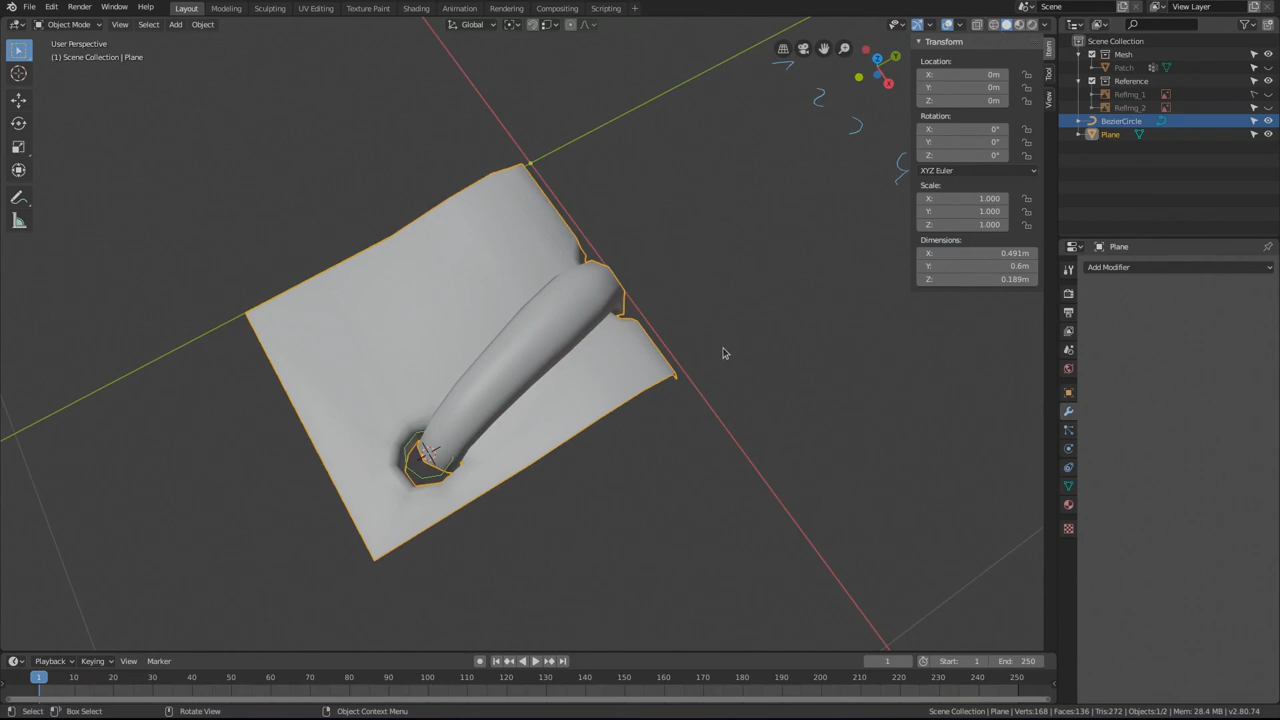 File Edit Render Window Help Layout Modeling Sculpting UV Editing Texture Paint Shading Animation Rendering Compositing Scripting + Scene View Layer
Object Mode View Select Add Object Global
User Perspective
(1) Scene Collection | Plane
Transform
Location:
X: 0m
Y: 0m
Z: 0m
Rotation:
X: 0°
Y: 0°
Z: 0°
XYZ Euler
Scale:
X: 1.000
Y: 1.000
Z: 1.000
Dimensions:
X: 0.491m
Y: 0.6m
Z: 0.189m
Item
Tool
View
Z
Y
X
Scene Collection
Mesh
Patch
Reference
RefImg_1
RefImg_2
BezierCircle
Plane
Plane
Add Modifier
Playback Keying View Marker 1 Start: 1 End: 250
1 10 20 30 40 50 60 70 80 90 100 110 120 130 140 150 160 170 180 190 200 210 220 230 240 250
Select Box Select Rotate View Object Context Menu Scene Collection | Plane | Verts:168 | Faces:136 | Tris:272 | Objects:1/2 | Mem: 28.4 MB | v2.80.74